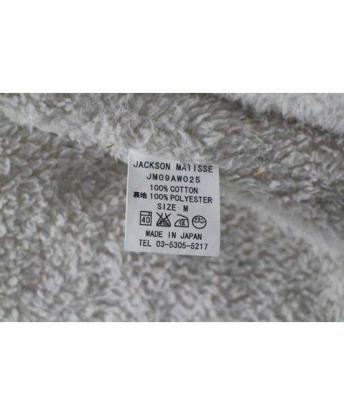 JACKSON MATISSE
JM09AW025
100% COTTON
裏地 100% POLYESTER
SIZE M
40
MADE IN JAPAN
TEL 03-5305-5217